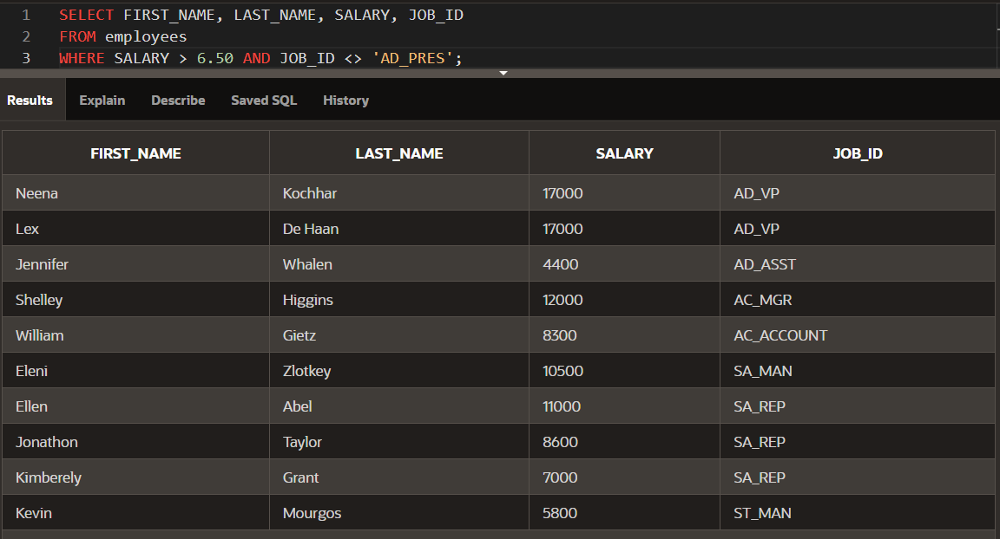 1 SELECT FIRST_NAME, LAST_NAME, SALARY, JOB_ID
2 FROM employees
3 WHERE SALARY > 6.50 AND JOB_ID <> 'AD_PRES';
Results Explain Describe Saved SQL History
FIRST_NAME LAST_NAME SALARY JOB_ID
Neena Kochhar 17000 AD_VP
Lex De Haan 17000 AD_VP
Jennifer Whalen 4400 AD_ASST
Shelley Higgins 12000 AC_MGR
William Gietz 8300 AC_ACCOUNT
Eleni Zlotkey 10500 SA_MAN
Ellen Abel 11000 SA_REP
Jonathon Taylor 8600 SA_REP
Kimberely Grant 7000 SA_REP
Kevin Mourgos 5800 ST_MAN